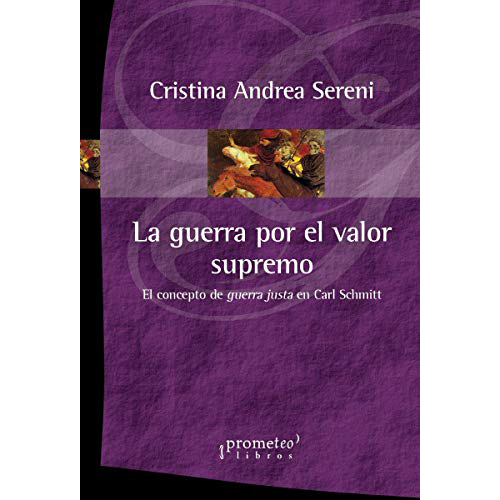 Cristina Andrea Sereni
La guerra por el valor
supremo
El concepto de guerra justa en Carl Schmitt
prometeo
libros